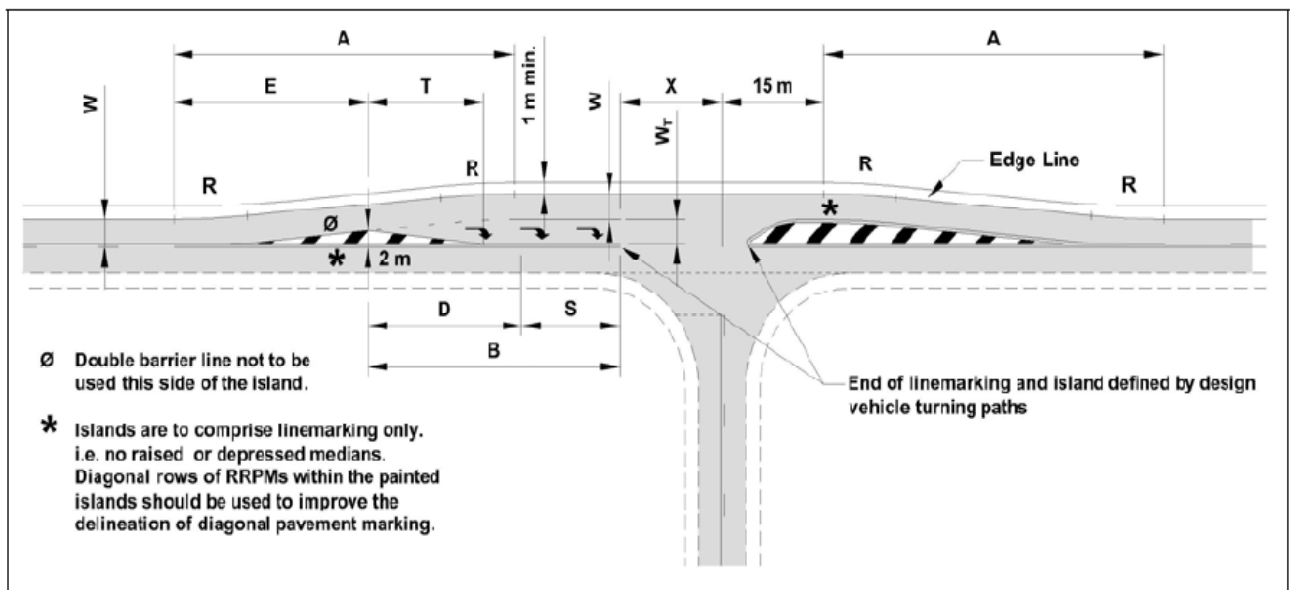 A
A
E
T
1 m min.
X
15 m
W
W
W_T
R
R
R
R
Edge Line
Ø
*
*
2 m
D
S
B
Ø Double barrier line not to be
used this side of the island.
* Islands are to comprise linemarking only.
i.e. no raised or depressed medians.
Diagonal rows of RRPMs within the painted
islands should be used to improve the
delineation of diagonal pavement marking.
End of linemarking and island defined by design
vehicle turning paths